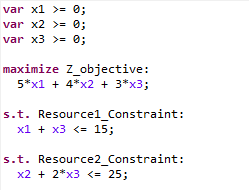 var x1 >= 0;
var x2 >= 0;
var x3 >= 0;
maximize Z_objective:
5*x1 + 4*x2 + 3*x3;
s.t. Resource1_Constraint:
x1 + x3 <= 15;
s.t. Resource2_Constraint:
x2 + 2*x3 <= 25;